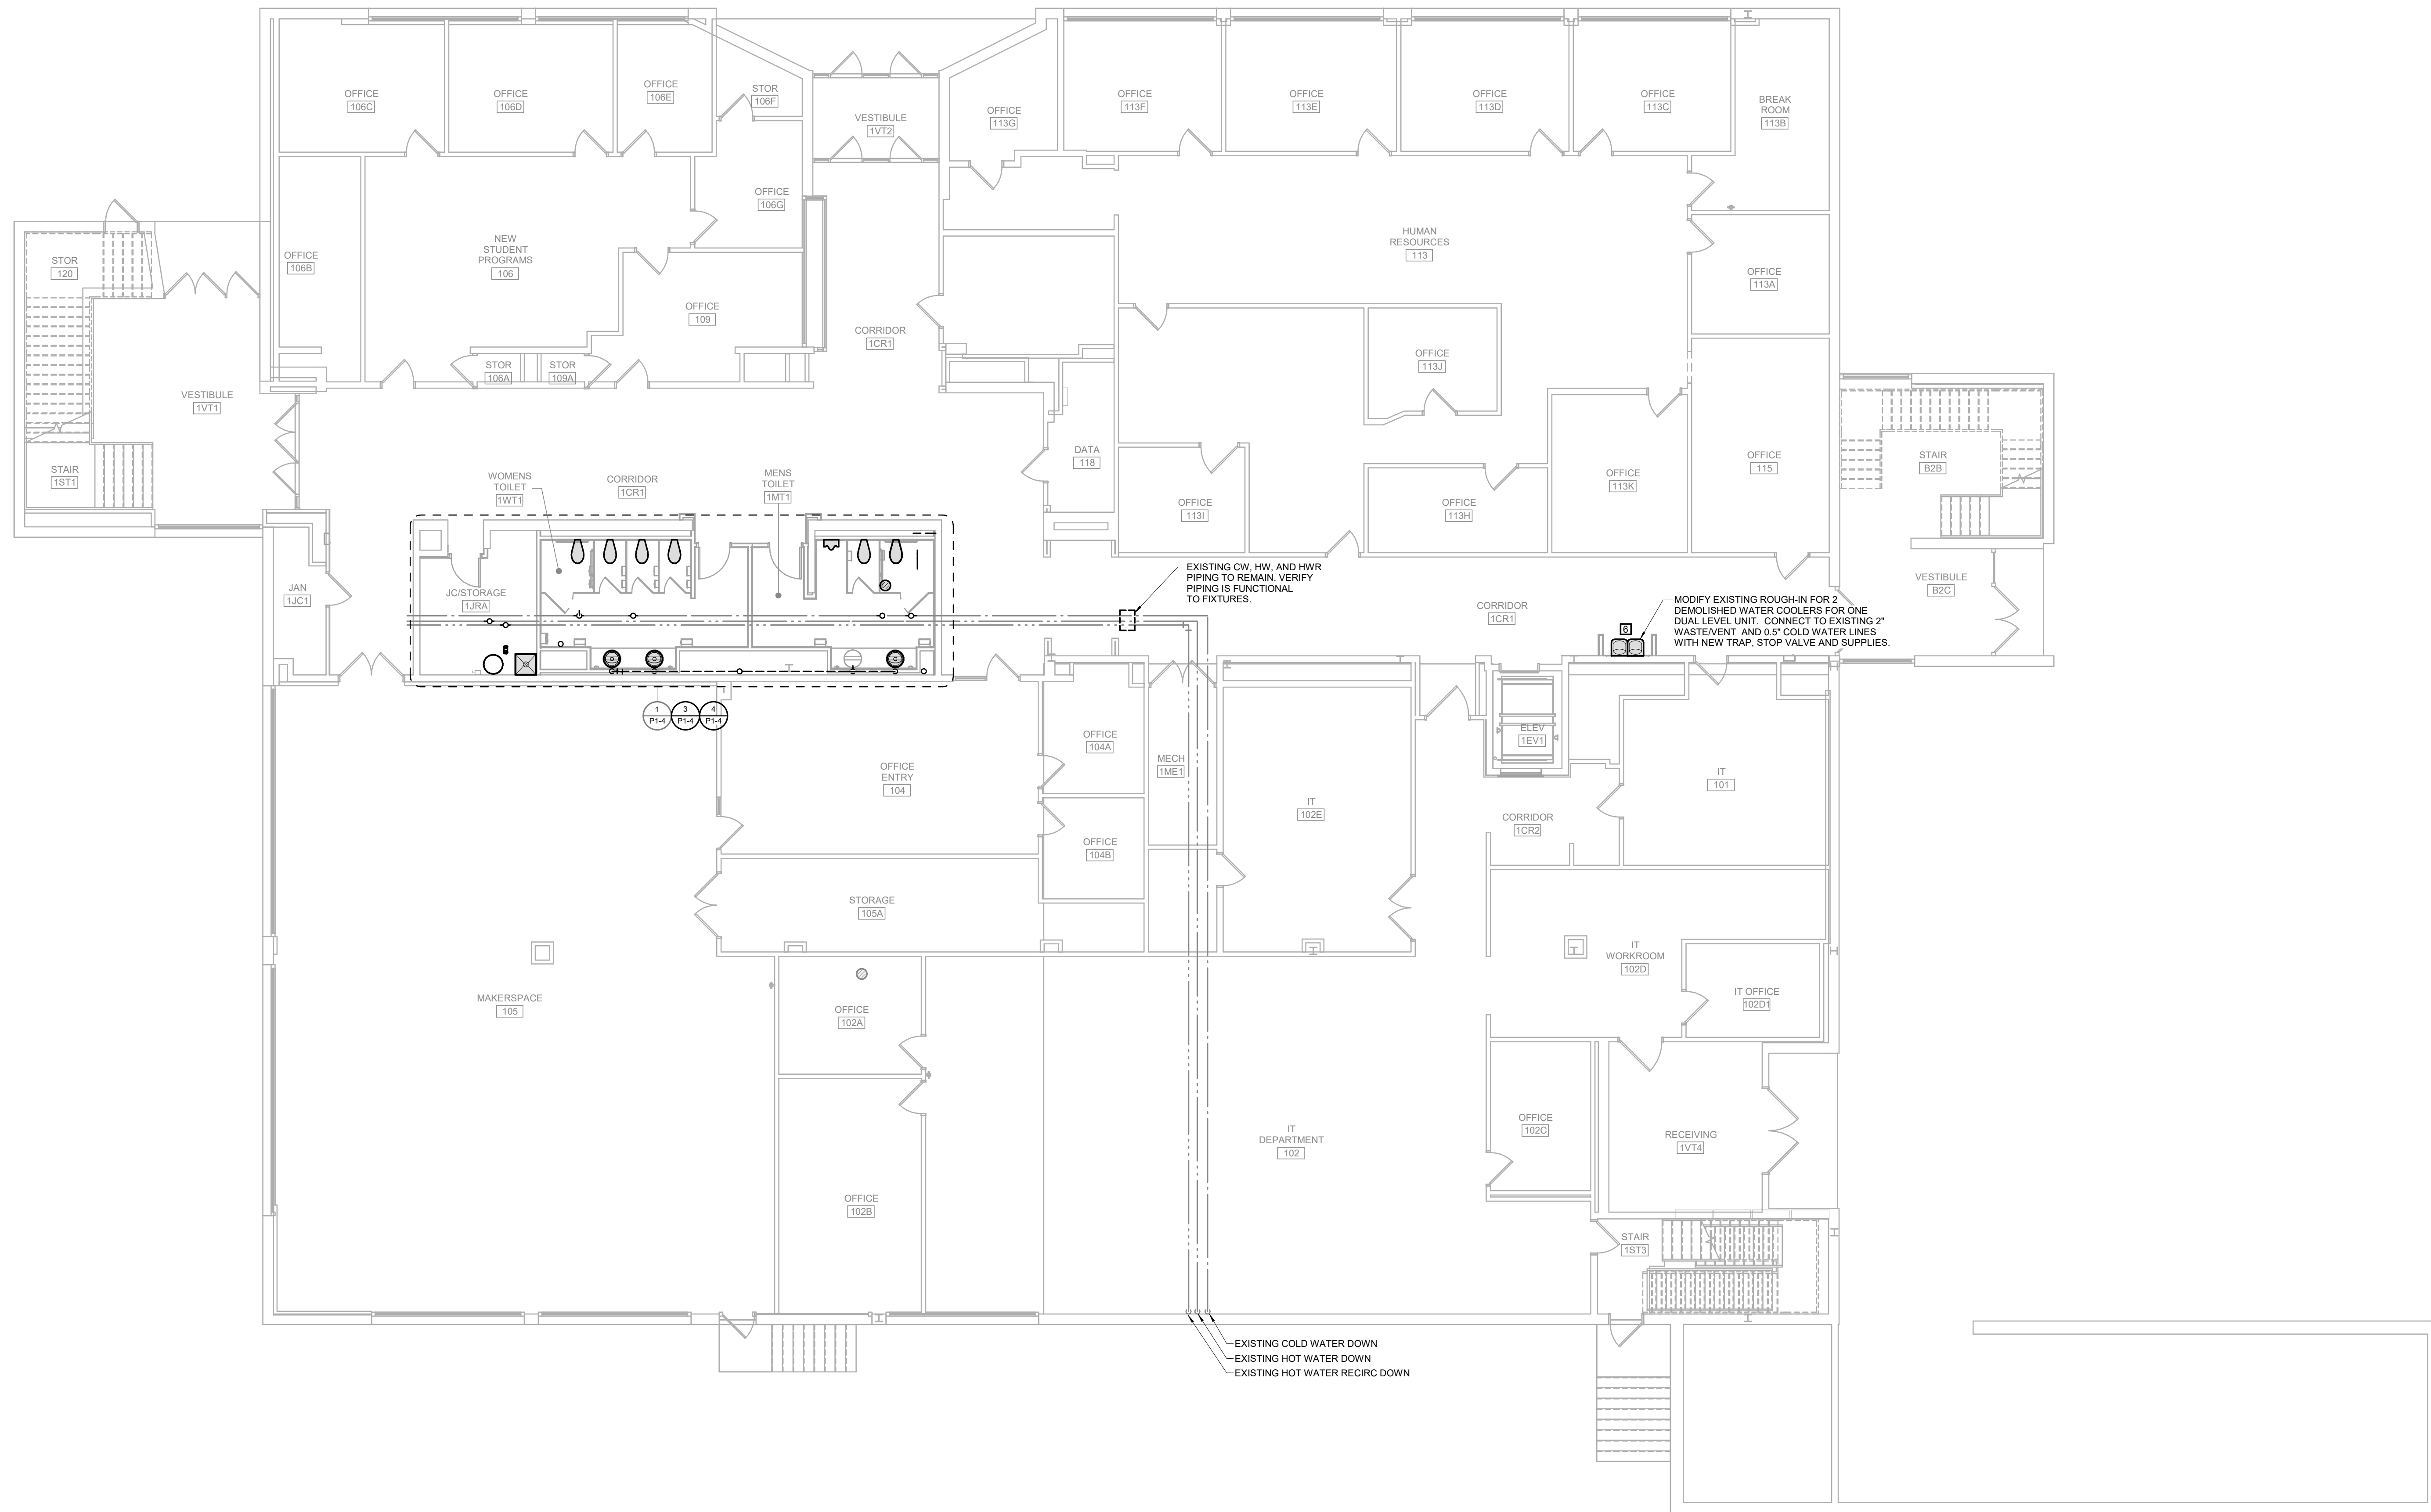 OFFICE
106C
OFFICE
106D
OFFICE
106E
STOR
106F
VESTIBULE
1VT2
OFFICE
113G
OFFICE
113F
OFFICE
113E
OFFICE
113D
OFFICE
113C
BREAK
ROOM
113B
OFFICE
106G
STOR
120
OFFICE
106B
NEW
STUDENT
PROGRAMS
106
HUMAN
RESOURCES
113
OFFICE
113A
OFFICE
109
CORRIDOR
1CR1
STOR
106A
STOR
109A
OFFICE
113J
VESTIBULE
1VT1
STAIR
1ST1
WOMENS
TOILET
1WT1
CORRIDOR
1CR1
MENS
TOILET
1MT1
DATA
118
OFFICE
113I
OFFICE
113H
OFFICE
113K
OFFICE
115
STAIR
B2B
JAN
1JC1
JC/STORAGE
1JRA
EXISTING CW, HW, AND HWR
PIPING TO REMAIN. VERIFY
PIPING IS FUNCTIONAL
TO FIXTURES.
CORRIDOR
1CR1
VESTIBULE
B2C
6
MODIFY EXISTING ROUGH-IN FOR 2
DEMOLISHED WATER COOLERS FOR ONE
DUAL LEVEL UNIT. CONNECT TO EXISTING 2"
WASTE/VENT AND 0.5" COLD WATER LINES
WITH NEW TRAP, STOP VALVE AND SUPPLIES.
1
P1-4
3
P1-4
4
P1-4
OFFICE
ENTRY
104
OFFICE
104A
MECH
1ME1
ELEV
1EV1
IT
101
IT
102E
CORRIDOR
1CR2
OFFICE
104B
STORAGE
105A
IT
WORKROOM
102D
IT OFFICE
102D1
MAKERSPACE
105
OFFICE
102A
IT
DEPARTMENT
102
OFFICE
102C
RECEIVING
1VT4
OFFICE
102B
STAIR
1ST3
EXISTING COLD WATER DOWN
EXISTING HOT WATER DOWN
EXISTING HOT WATER RECIRC DOWN